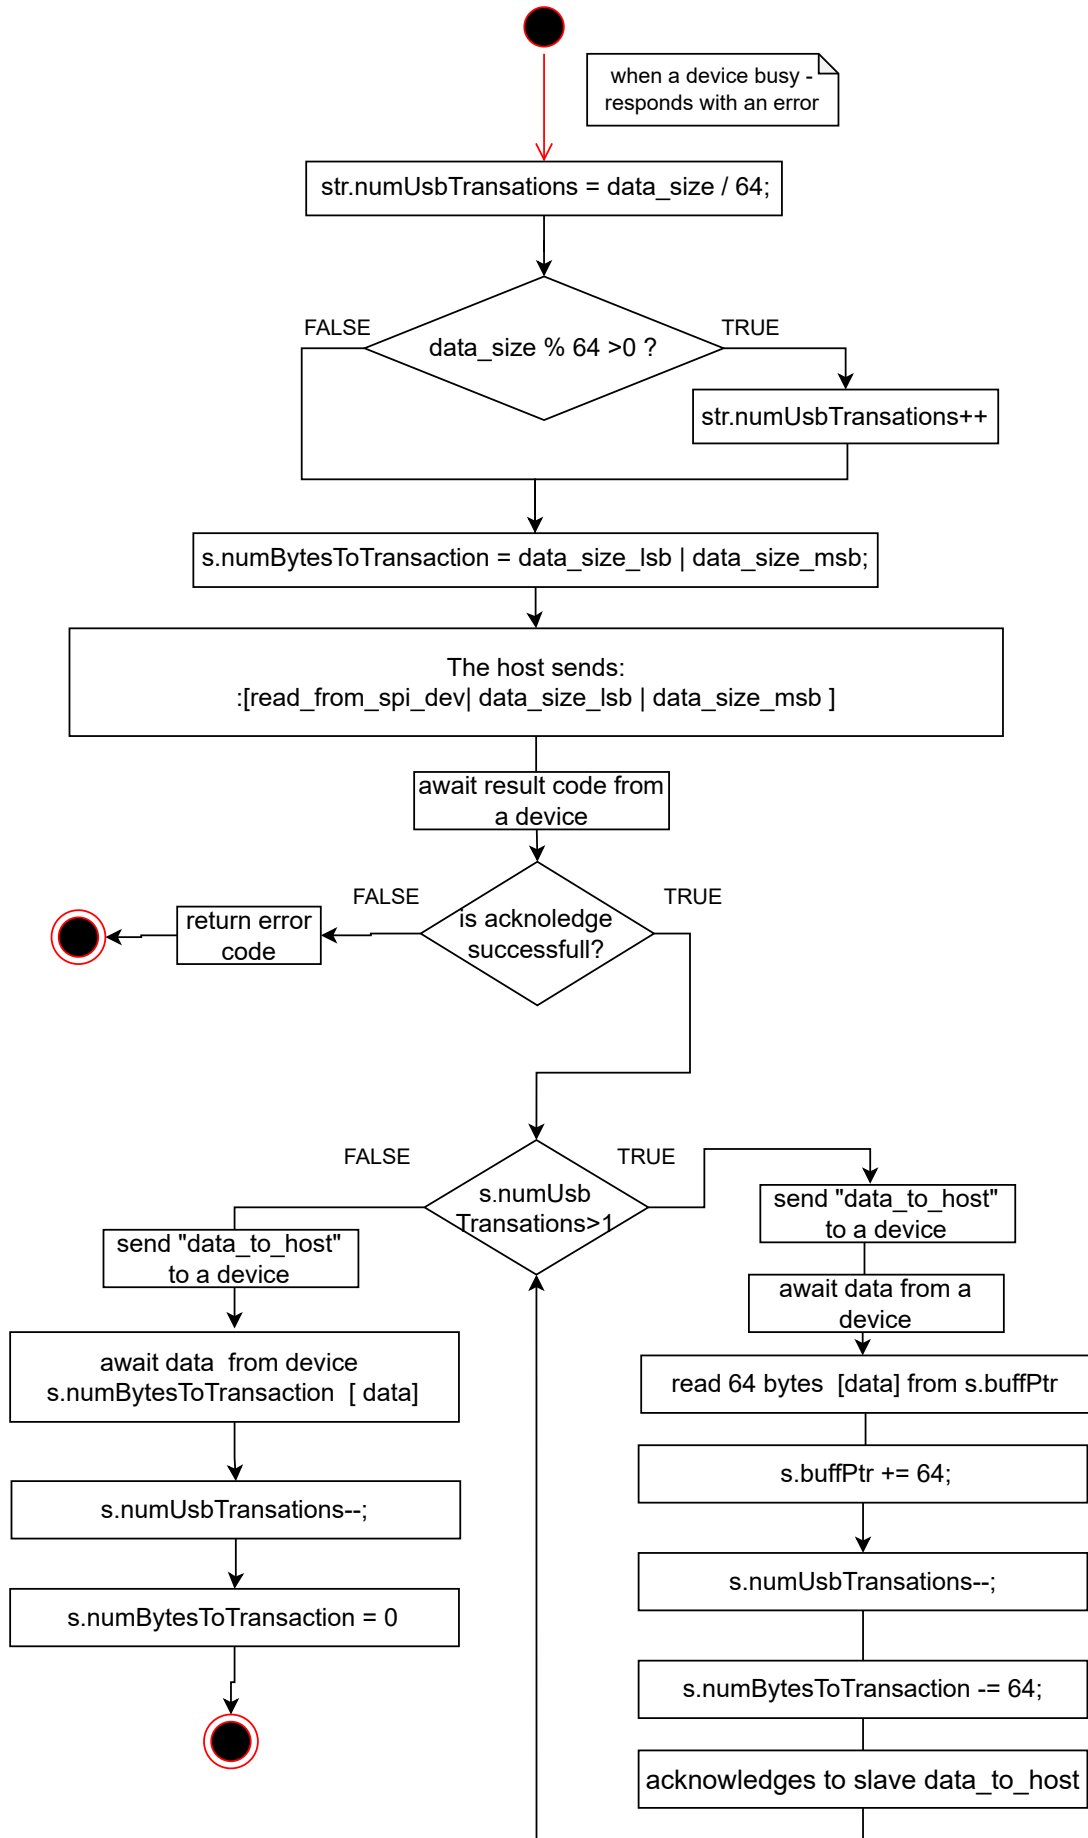 when a device busy -
responds with an error
str.numUsbTransations = data_size / 64;
FALSE
TRUE
data_size % 64 >0 ?
str.numUsbTransations++
s.numBytesToTransaction = data_size_lsb | data_size_msb;
The host sends:
:[read_from_spi_dev| data_size_lsb | data_size_msb ]
await result code from
a device
FALSE
TRUE
is acknoledge
successfull?
return error
code
FALSE
TRUE
s.numUsb
Transations>1
send "data_to_host"
to a device
await data from device
s.numBytesToTransaction [ data]
s.numUsbTransations--;
s.numBytesToTransaction = 0
send "data_to_host"
to a device
await data from a
device
read 64 bytes [data] from s.buffPtr
s.buffPtr += 64;
s.numUsbTransations--;
s.numBytesToTransaction -= 64;
acknowledges to slave data_to_host